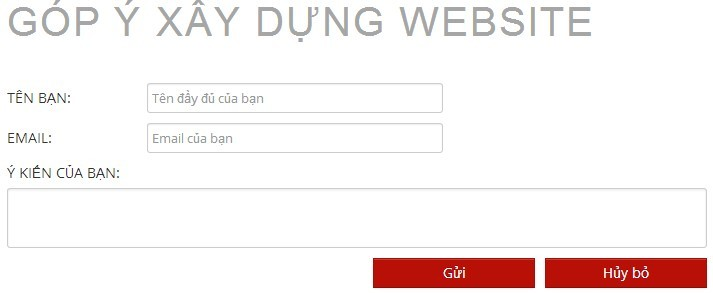 GÓP Ý XÂY DỰNG WEBSITE
TÊN BẠN: Tên đầy đủ của bạn
EMAIL: Email của bạn
Ý KIẾN CỦA BẠN:
Gửi Hủy bỏ